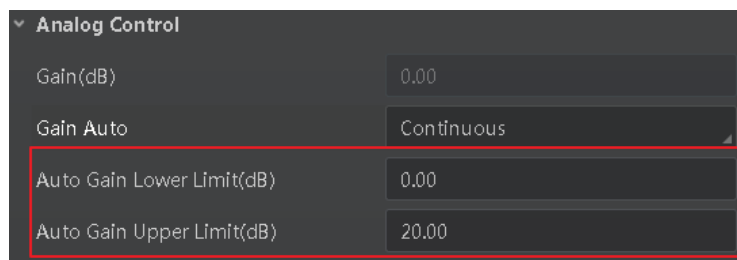 Analog Control
Gain(dB) 0.00
Gain Auto Continuous
Auto Gain Lower Limit(dB) 0.00
Auto Gain Upper Limit(dB) 20.00